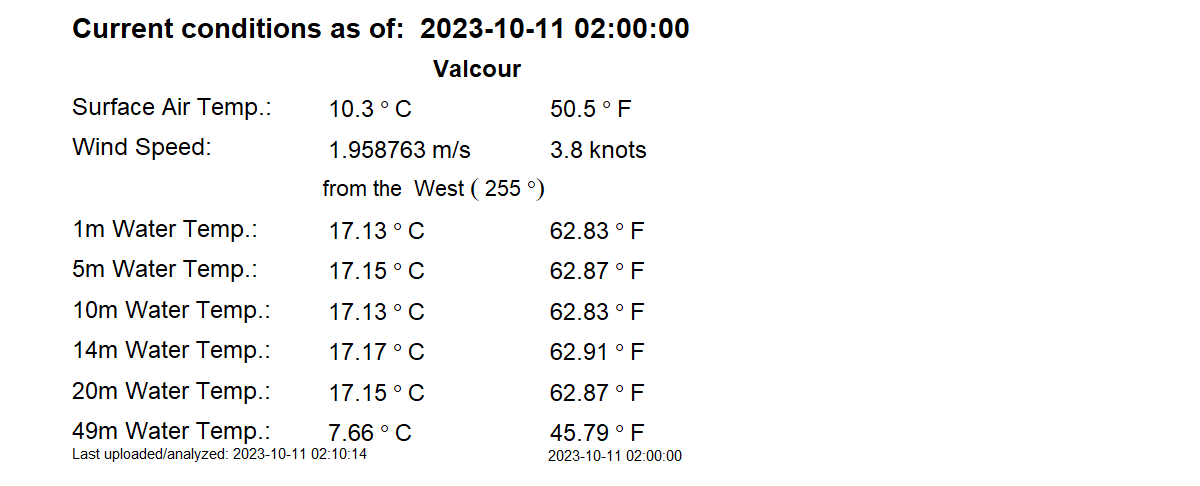 Current conditions as of: 2023-10-11 02:00:00
Valcour
Surface Air Temp.: 10.3 ° C 50.5 ° F
Wind Speed: 1.958763 m/s 3.8 knots
from the West ( 255 °)
1m Water Temp.: 17.13 ° C 62.83 ° F
5m Water Temp.: 17.15 ° C 62.87 ° F
10m Water Temp.: 17.13 ° C 62.83 ° F
14m Water Temp.: 17.17 ° C 62.91 ° F
20m Water Temp.: 17.15 ° C 62.87 ° F
49m Water Temp.: 7.66 ° C 45.79 ° F
Last uploaded/analyzed: 2023-10-11 02:10:14 2023-10-11 02:00:00